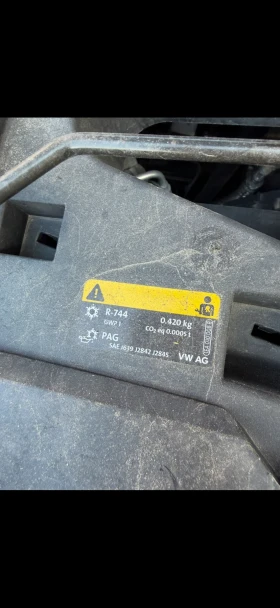 R-744 0.420 kg
GWP 1 CO₂ eq 0.0005 t
PAG
SAE J639 J2842 J2845 VW AG